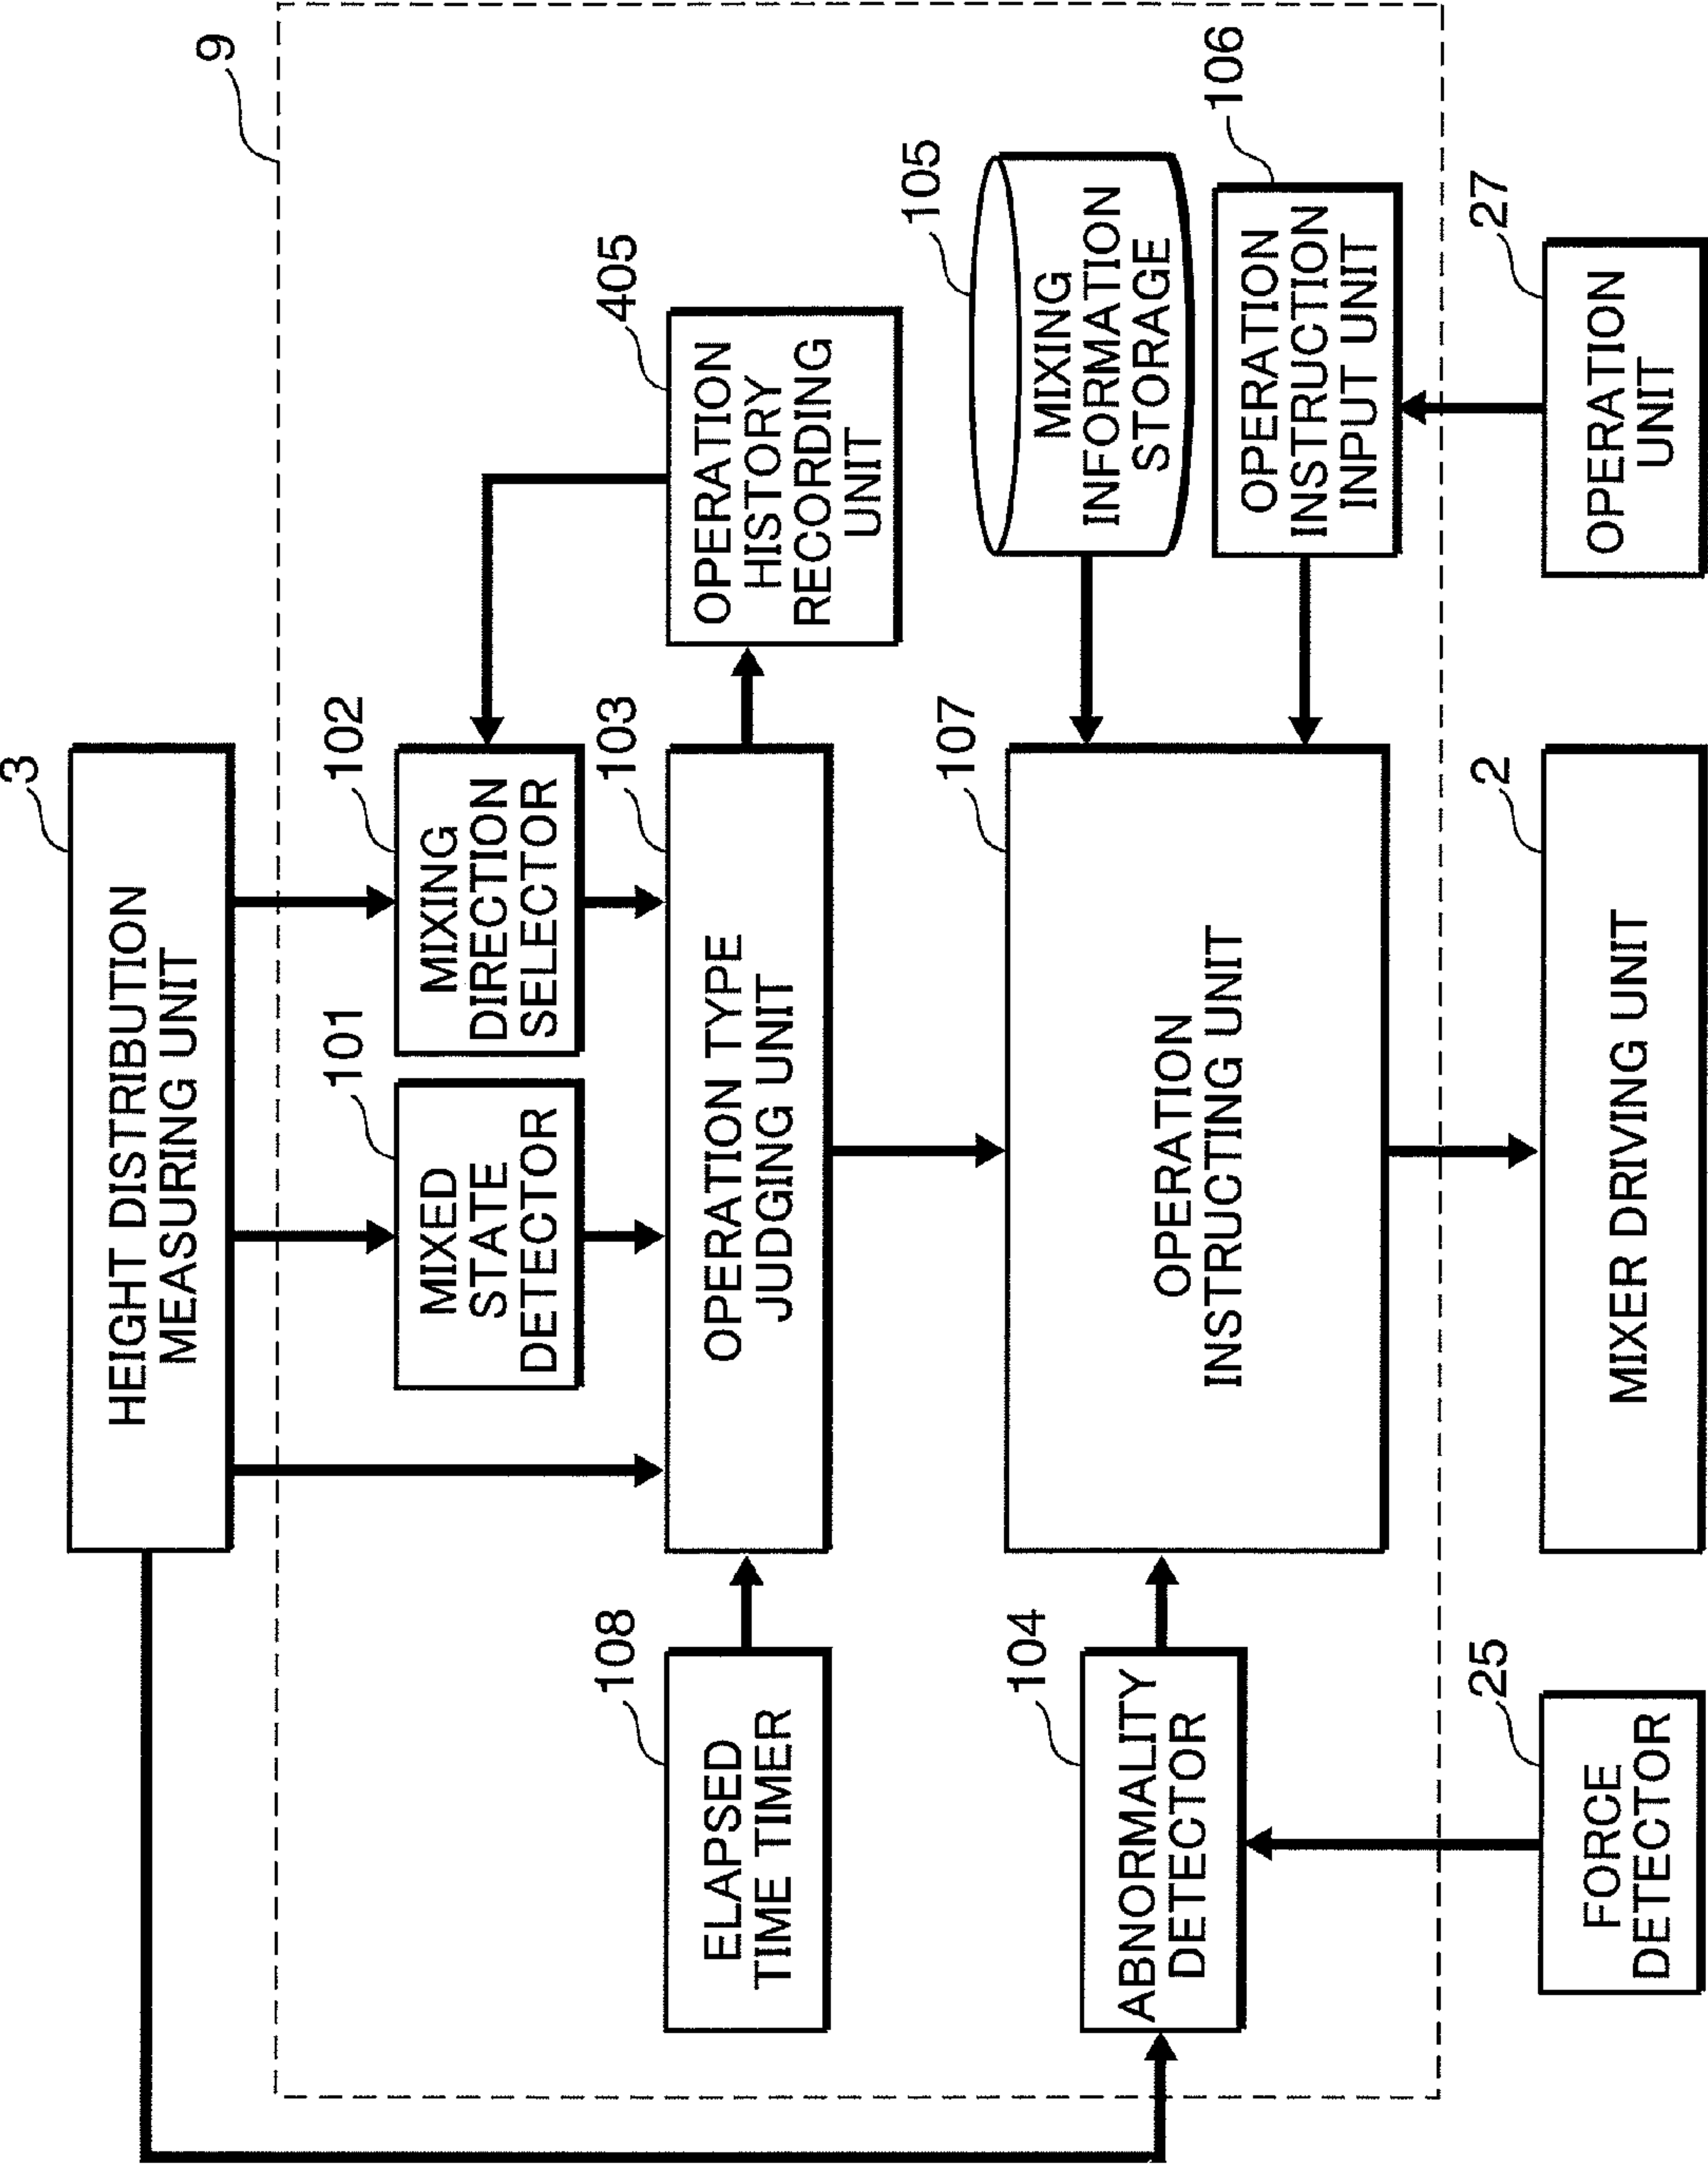 3
HEIGHT DISTRIBUTION
MEASURING UNIT
9
101
MIXED
STATE
DETECTOR
102
MIXING
DIRECTION
SELECTOR
108
ELAPSED
TIME TIMER
103
OPERATION TYPE
JUDGING UNIT
405
OPERATION
HISTORY
RECORDING
UNIT
104
ABNORMALITY
DETECTOR
107
OPERATION
INSTRUCTING UNIT
105
MIXING
INFORMATION
STORAGE
106
OPERATION
INSTRUCTION
INPUT UNIT
25
FORCE
DETECTOR
2
MIXER DRIVING UNIT
27
OPERATION
UNIT